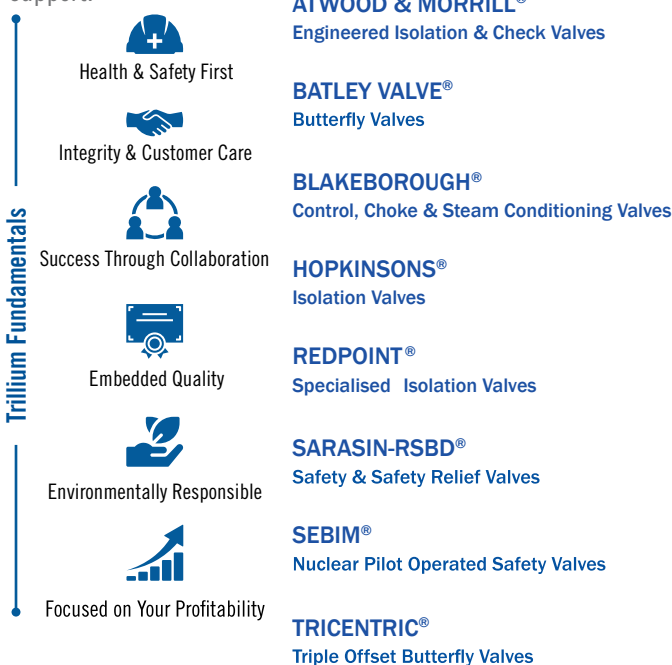 support.
Trillium Fundamentals
Health & Safety First
Integrity & Customer Care
Success Through Collaboration
Embedded Quality
Environmentally Responsible
Focused on Your Profitability
ATWOOD & MORRILL®
Engineered Isolation & Check Valves
BATLEY VALVE®
Butterfly Valves
BLAKEBOROUGH®
Control, Choke & Steam Conditioning Valves
HOPKINSONS®
Isolation Valves
REDPOINT®
Specialised Isolation Valves
SARASIN-RSBD®
Safety & Safety Relief Valves
SEBIM®
Nuclear Pilot Operated Safety Valves
TRICENTRIC®
Triple Offset Butterfly Valves